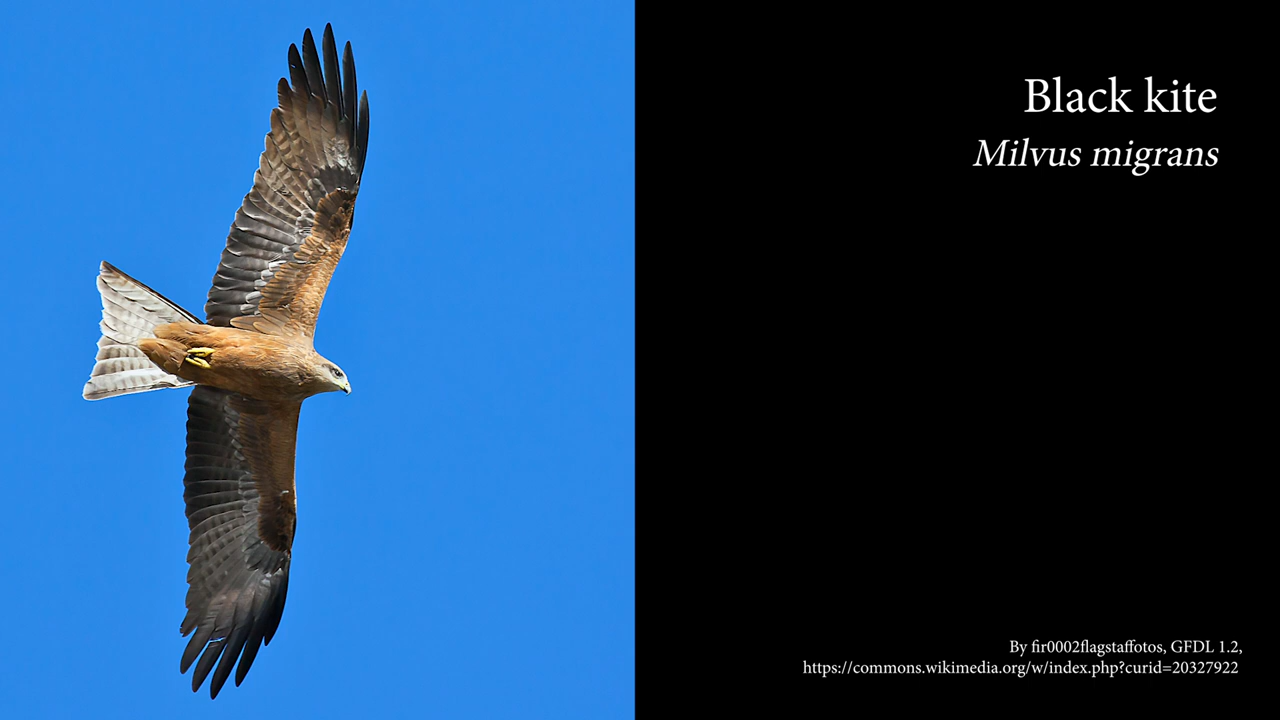 Black kite
Milvus migrans
By fir0002flagstaffotos, GFDL 1.2,
https://commons.wikimedia.org/w/index.php?curid=20327922